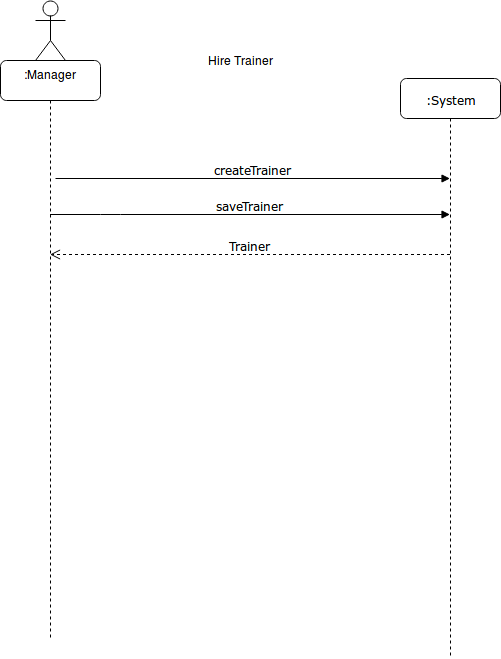 Hire Trainer
:Manager
:System
createTrainer
saveTrainer
Trainer